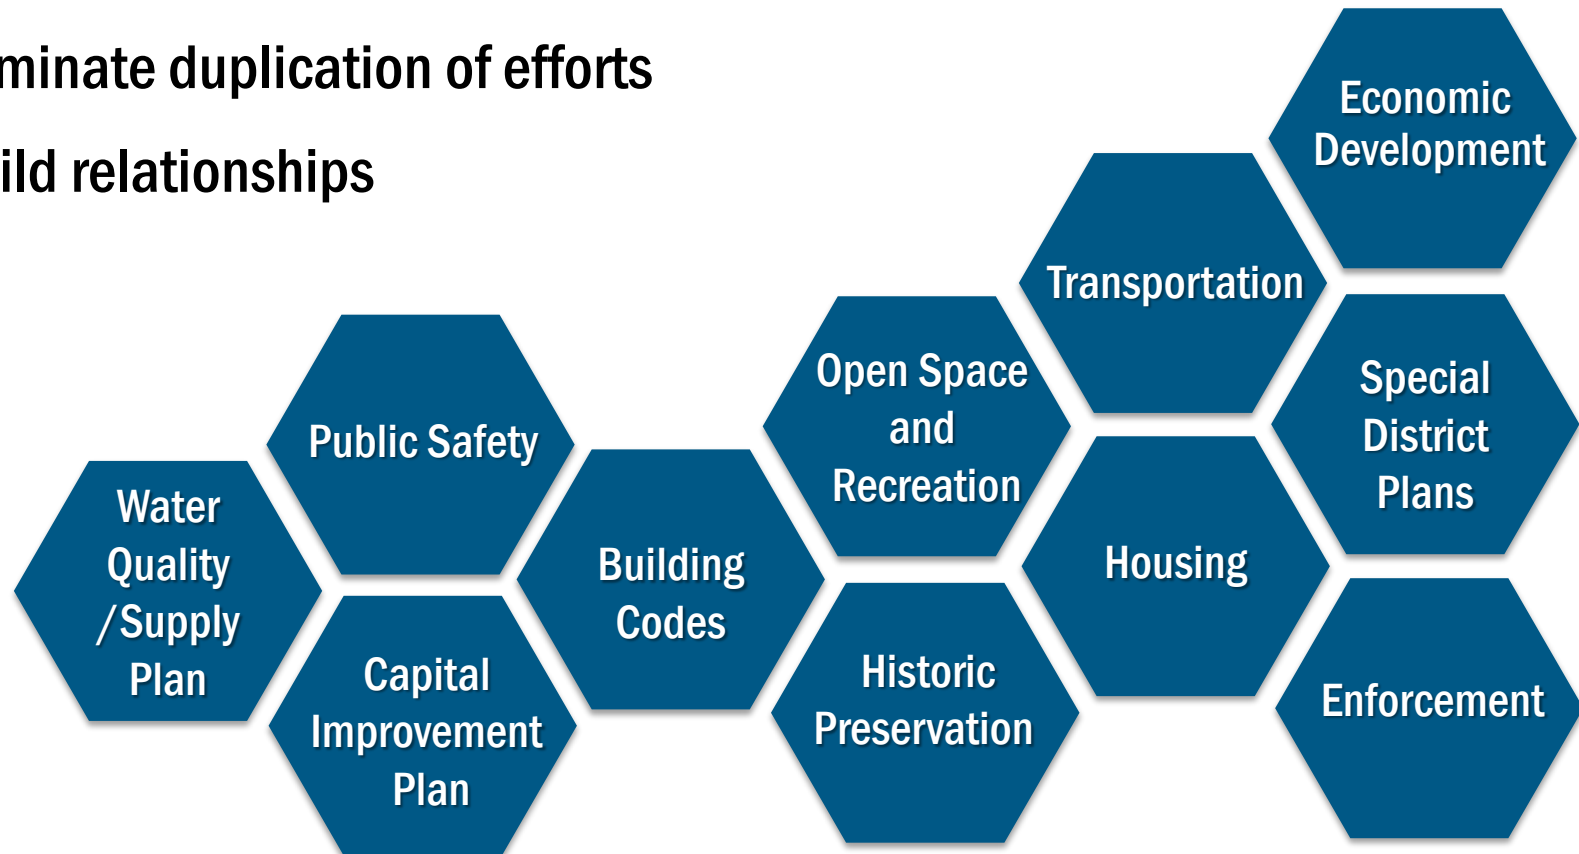 minate duplication of efforts
ild relationships
Economic
Development
Transportation
Open Space
and
Recreation
Special
District
Plans
Public Safety
Water
Quality
/Supply
Plan
Building
Codes
Housing
Capital
Improvement
Plan
Historic
Preservation
Enforcement